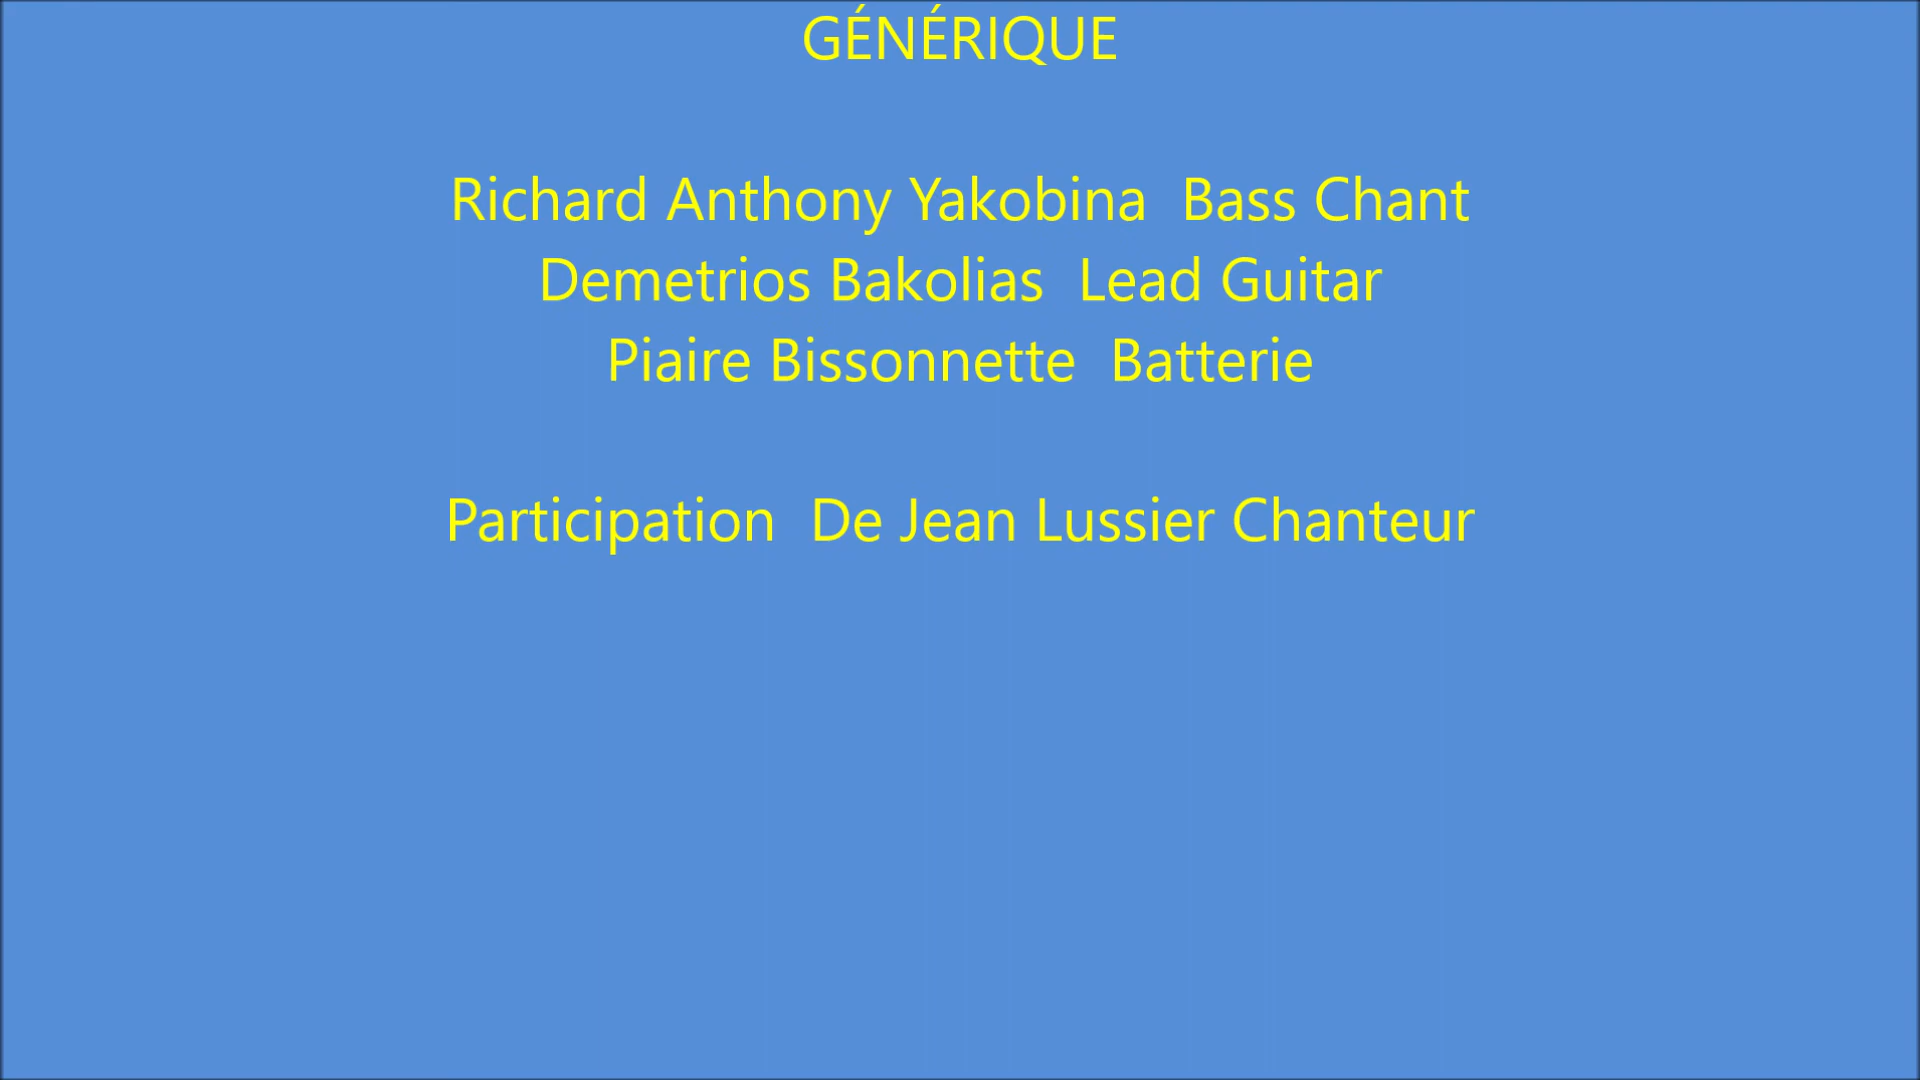 GÉNÉRIQUE
Richard Anthony Yakobina  Bass Chant
Demetrios Bakolias  Lead Guitar
Piaire Bissonnette  Batterie
Participation  De Jean Lussier Chanteur